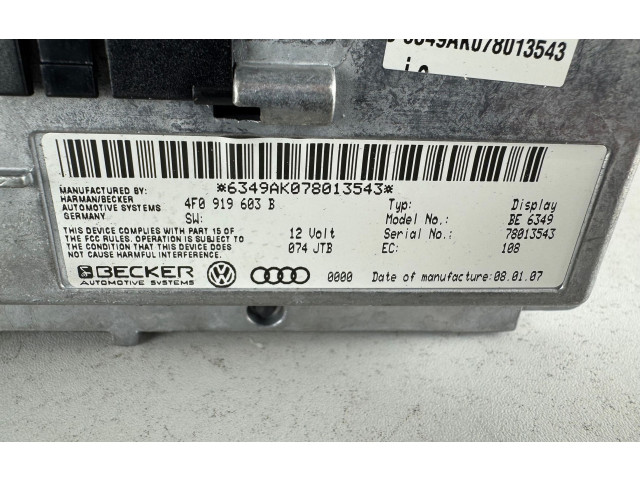 6349AK078013543
*6349AK078013543*
MANUFACTURED BY:
HARMAN/BECKER
AUTOMOTIVE SYSTEMS
GERMANY
4F0 919 603 B
SW:
Typ: Display
Model No.: BE 6349
THIS DEVICE COMPLIES WITH PART 15 OF
THE FCC RULES. OPERATION IS SUBJECT TO
THE CONDITION THAT THIS DEVICE DOES
NOT CAUSE HARMFUL INTERFERENCE.
12 Volt
074 JTB
Serial No.: 78013543
EC: 108
BECKER
AUTOMOTIVE SYSTEMS
0000 Date of manufacture: 08.01.07